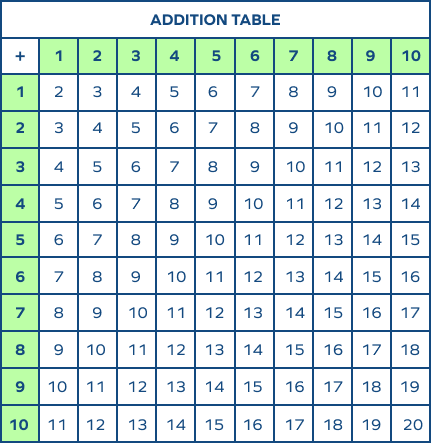 ADDITION TABLE
+ 1 2 3 4 5 6 7 8 9 10
1 2 3 4 5 6 7 8 9 10 11
2 3 4 5 6 7 8 9 10 11 12
3 4 5 6 7 8 9 10 11 12 13
4 5 6 7 8 9 10 11 12 13 14
5 6 7 8 9 10 11 12 13 14 15
6 7 8 9 10 11 12 13 14 15 16
7 8 9 10 11 12 13 14 15 16 17
8 9 10 11 12 13 14 15 16 17 18
9 10 11 12 13 14 15 16 17 18 19
10 11 12 13 14 15 16 17 18 19 20